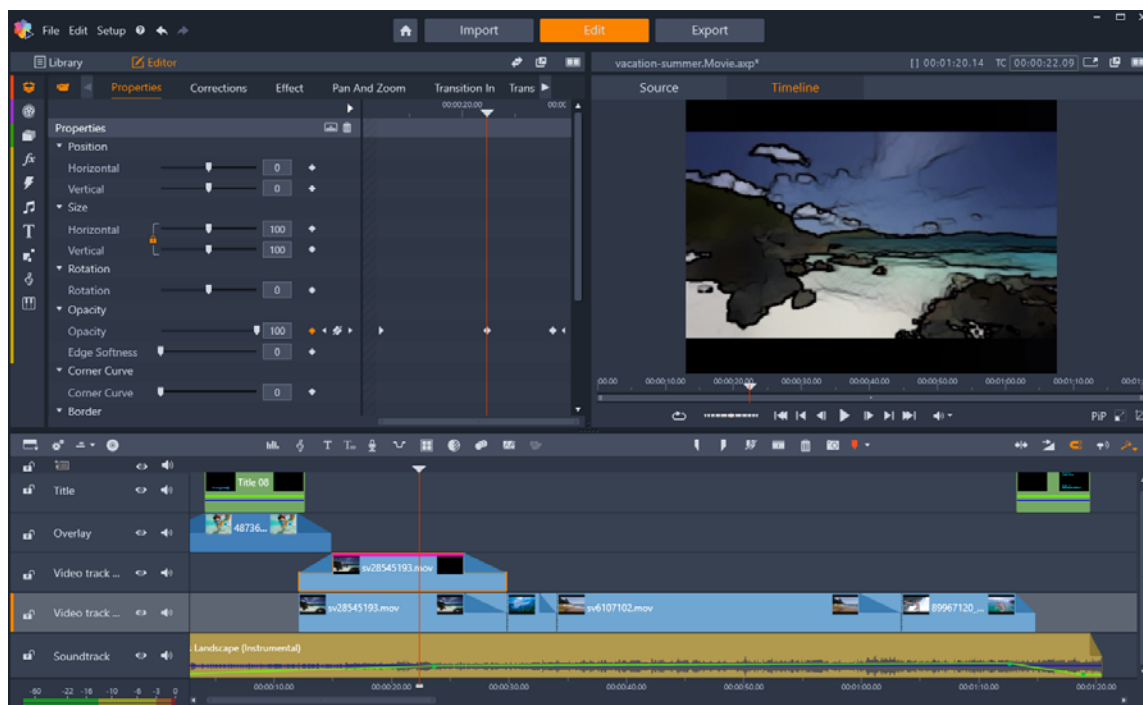 File Edit Setup
Import
Edit
Export
Library
Editor
vacation-summer.Movie.axp*
[] 00:01:20.14 TC 00:00:22.09
Properties
Corrections
Effect
Pan And Zoom
Transition In
Trans
Source
Timeline
00:00:20.00
Properties
Position
Horizontal 0
Vertical 0
Size
Horizontal 100
Vertical 100
Rotation
Rotation 0
Opacity
Opacity 100
Edge Softness 0
Corner Curve
Corner Curve 0
Border
00:00:10.00 00:00:20.00 00:00:30.00 00:00:40.00 00:00:50.00 00:01:00.00 00:01:10.00
PiP
Title
Title 08
Overlay
48736...
Video track ...
sv28545193.mov
Video track ...
sv28545193.mov
sv6107102.mov
89967120_...
Soundtrack
Landscape (Instrumental)
-60 -22 -16 -10 -6 -3 0
00:00:10.00 00:00:20.00 00:00:30.00 00:00:40.00 00:00:50.00 00:01:00.00 00:01:10.00 00:01:20.00